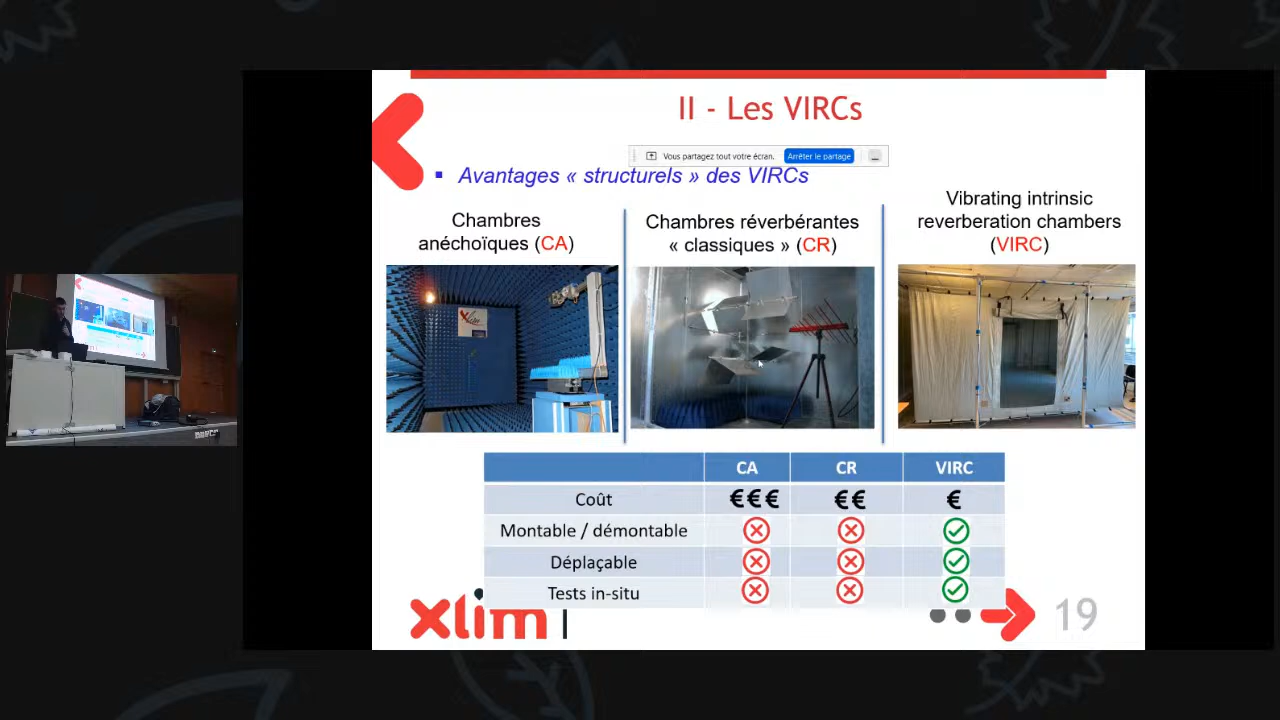 II - Les VIRCs
Vous partagez tout votre écran. Arrêter le partage
▪ Avantages « structurels » des VIRCs
Chambres
anéchoïques (CA)
Chambres réverbérantes
« classiques » (CR)
Vibrating intrinsic
reverberation chambers
(VIRC)
Xlim
CA CR VIRC
Coût €€€ €€ €
Montable / démontable
Déplaçable
Tests in-situ
xlim
19